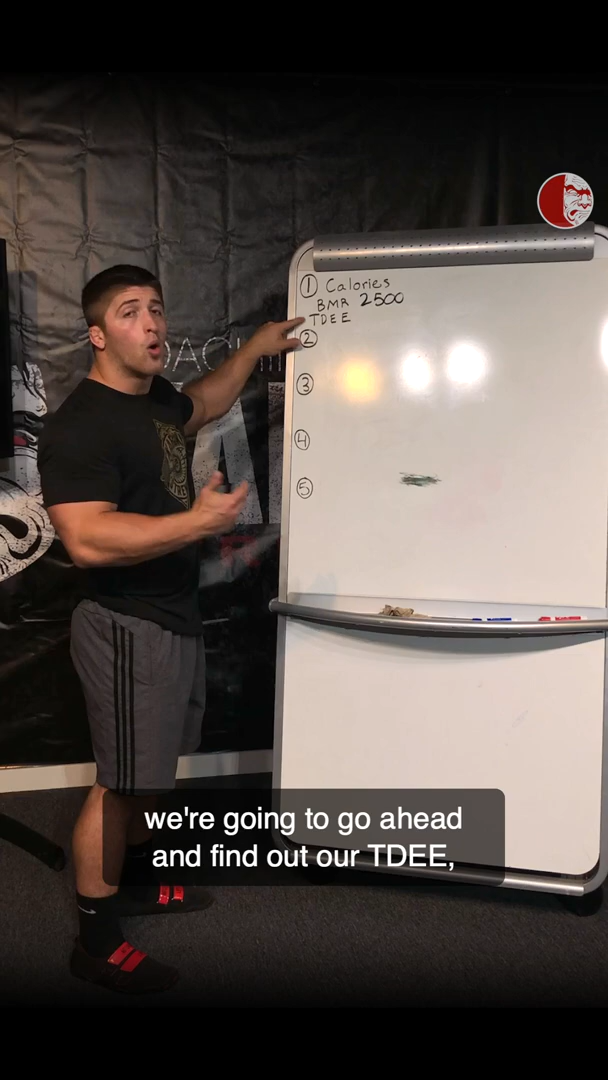 ① Calories
BMR 2500
TDEE
②
③
④
⑤
we're going to go ahead
and find out our TDEE,